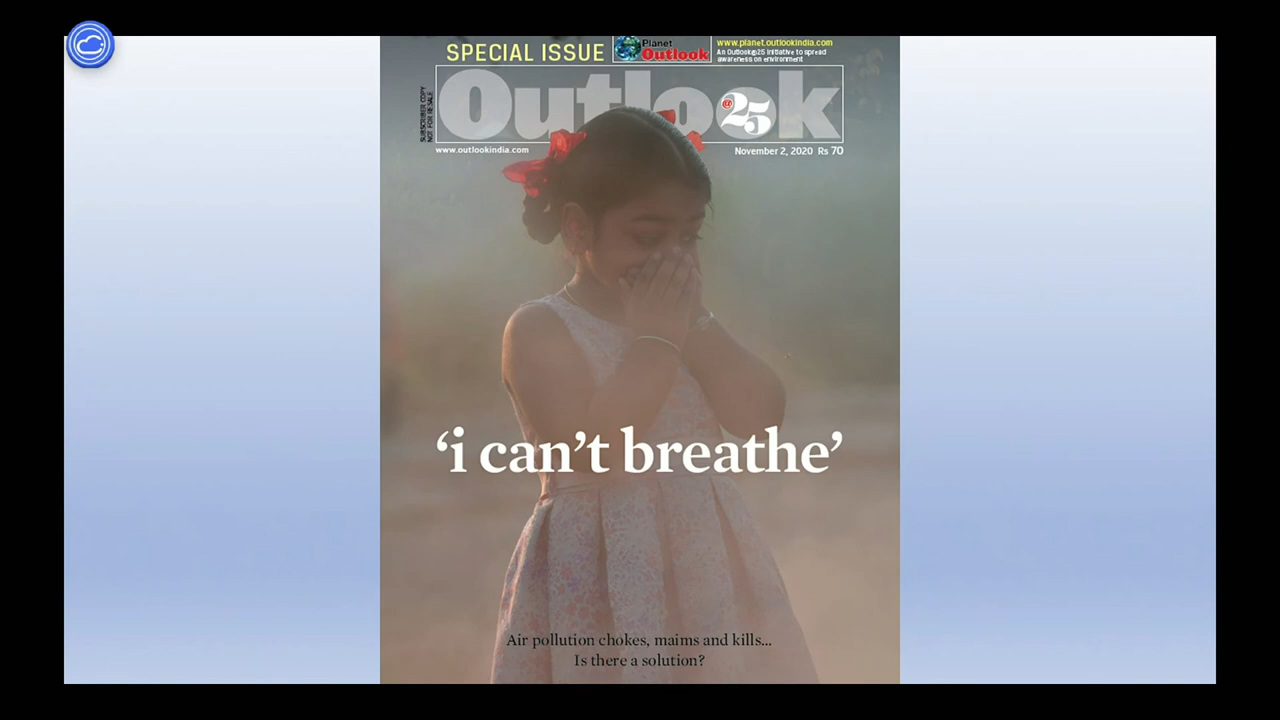 SPECIAL ISSUE
Planet
Outlook
www.planet.outlookindia.com
An Outlook@25 initiative to spread
awareness on environment
SUBSCRIBER COPY
NOT FOR RESALE
Outlook
@25
www.outlookindia.com
November 2, 2020 Rs 70
‘i can’t breathe’
Air pollution chokes, maims and kills...
Is there a solution?